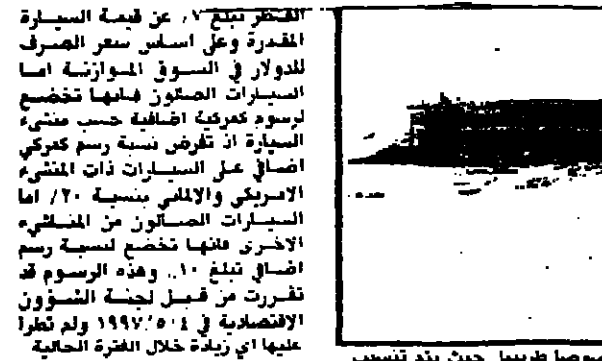 القطر تبلغ ٧٪ عن قيمة السيارة
المقدرة وعلى اساس سعر الصرف
للدولار في السوق الموازنة اما
السيارات الصالون فانها تخضع
لرسوم كمركية اضافية حسب منشىء
السيارة اذ تفرض نسبة رسم كمركي
اضافي على السيارات ذات المنشىء
الامريكي والالماني بنسبة ٢٠٪ اما
السيارات الصالون من المناشىء
الاخرى فانها تخضع لنسبة رسم
اضافي تبلغ ١٠٪. وهذه الرسوم قد
تقررت من قبل لجنة الشؤون
الاقتصادية في ٤/٥/١٩٩٧ ولم تطرأ
عليها اي زيادة خلال الفترة الحالية
حيث يتم